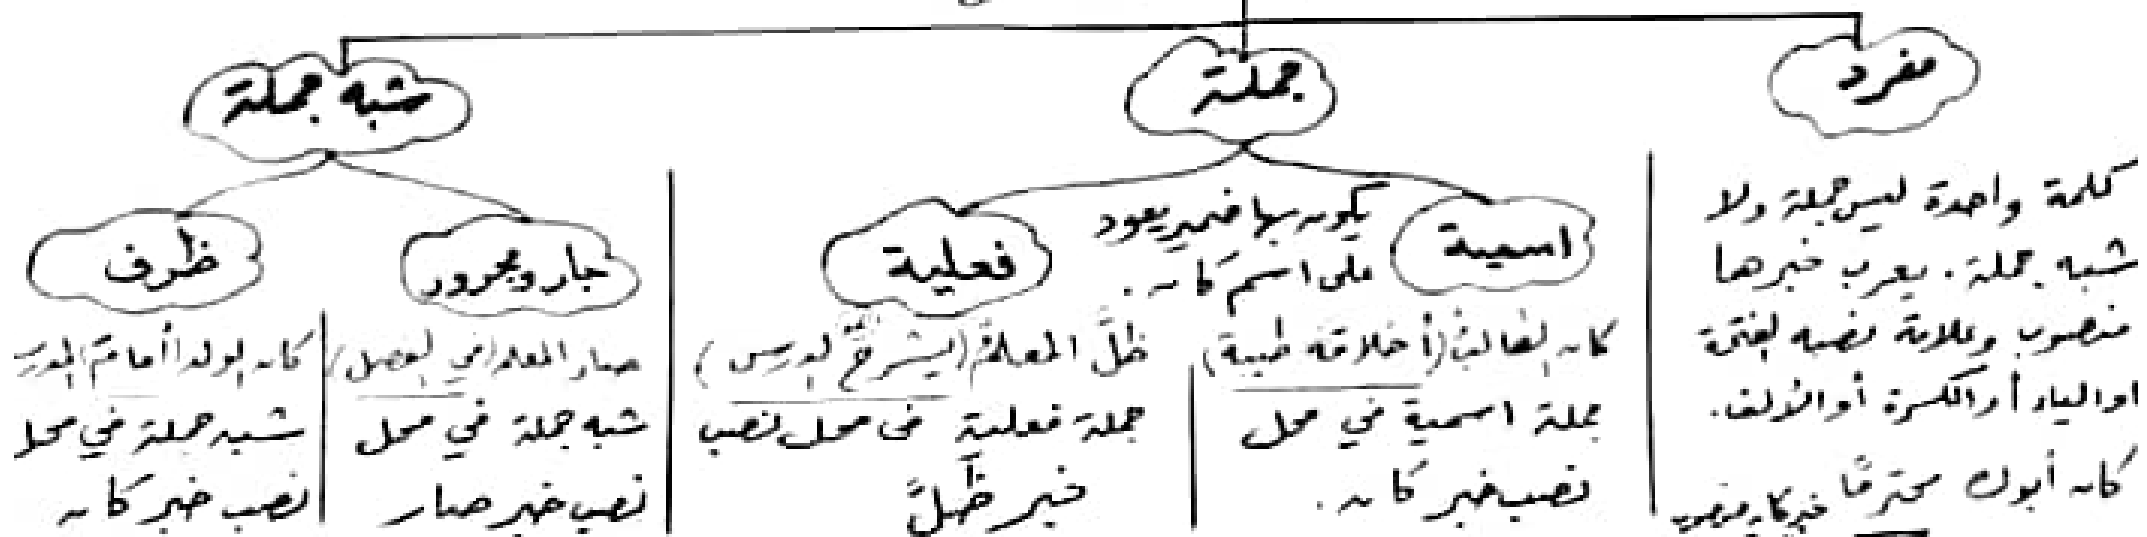 مفرد
كلمة واحدة ليس جملة ولا
شبه جملة. يعرب خبرها
منصوب وعلامة نصبه الفتحة
او الياء أو الكسرة أو الألف.
كان أبوك محترمًا خبر كان منصوب
جملة
اسمية
يكون بها ضمير يعود
على اسم كان.
كان الطالبُ (أخلاقه طيبة)
جملة اسمية في محل
نصب خبر كان.
فعلية
ظلَّ المعلمُ (يشرحُ الدرس)
جملة فعلية في محل نصب
خبر ظلَّ
شبه جملة
جار ومجرور
صار المعلم (في الفصل)
شبه جملة في محل
نصب خبر صار
ظرف
كان الولد (أمامَ
شبه جملة في محل
نصب خبر كان